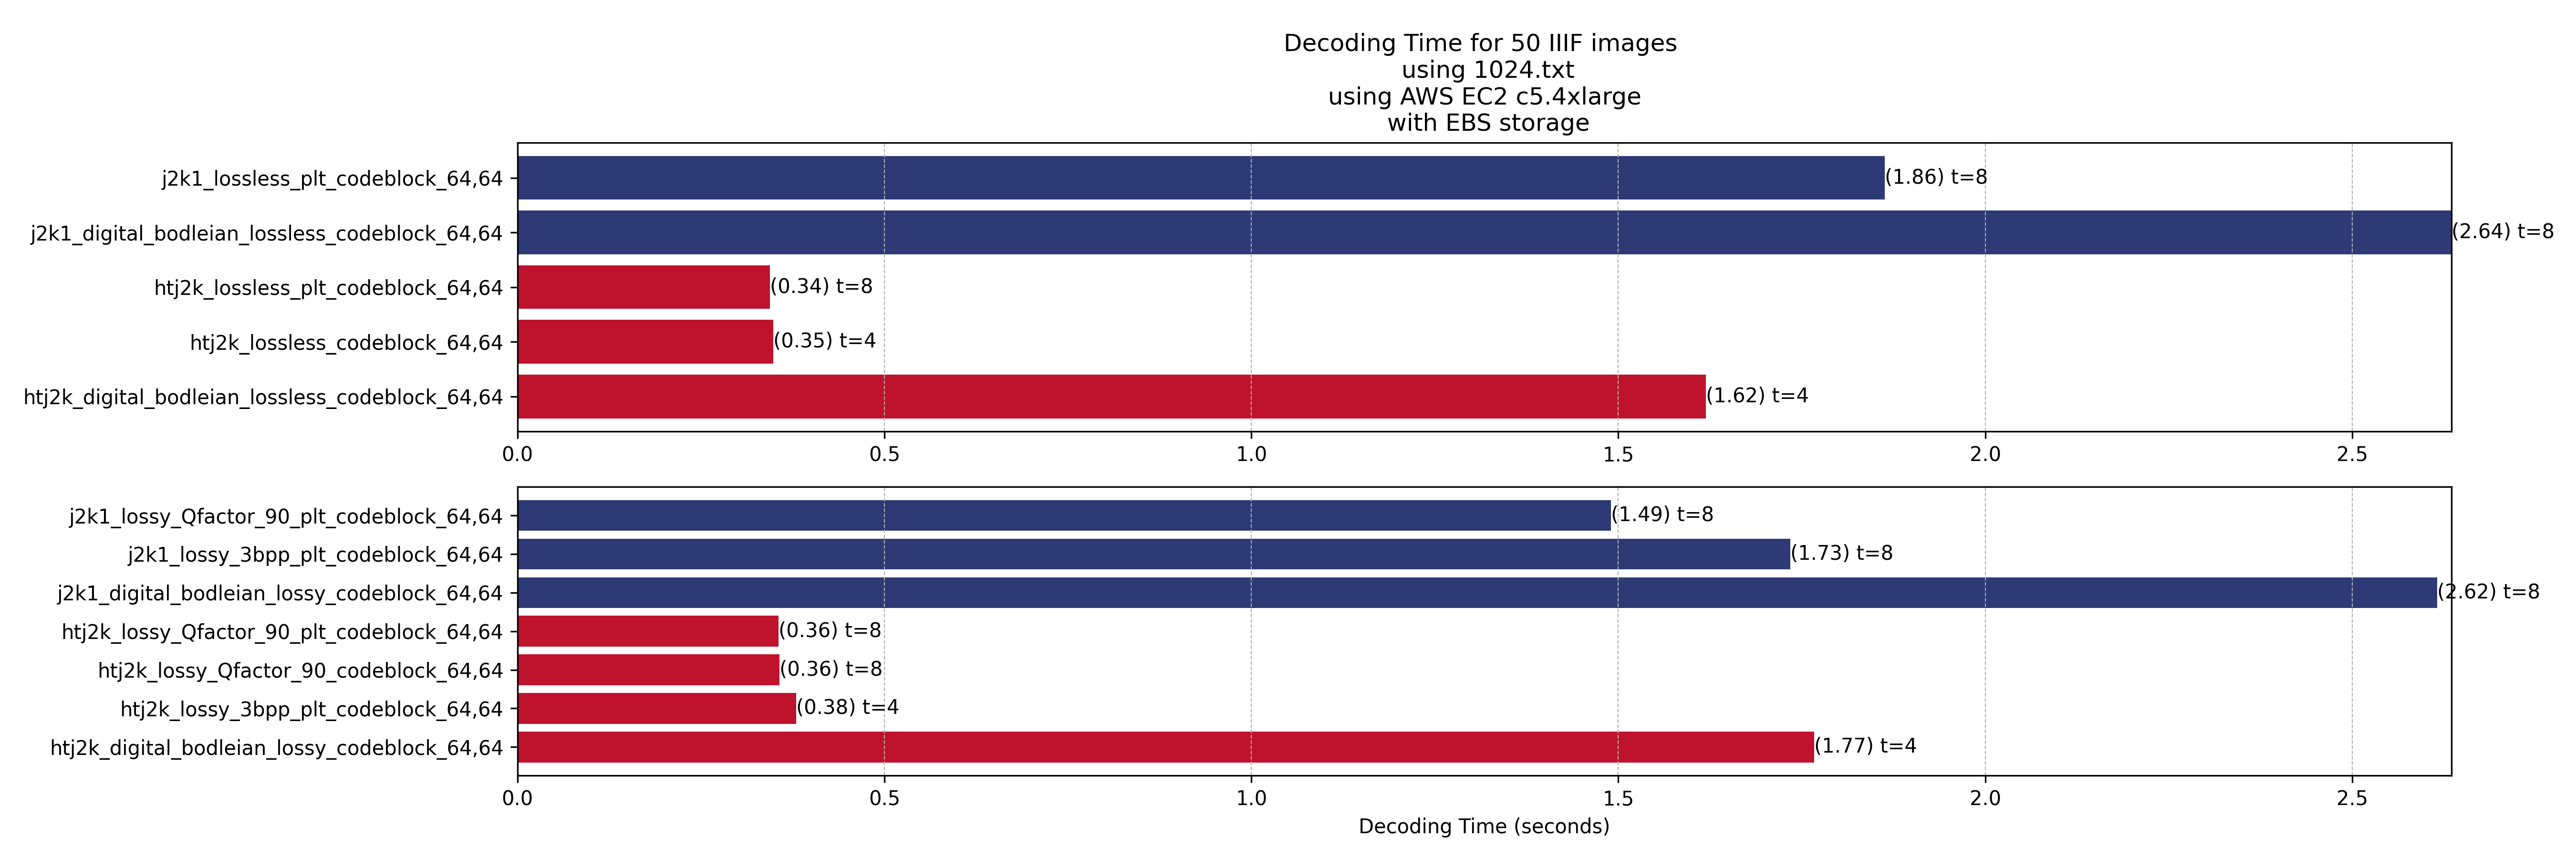 Decoding Time for 50 IIIF images
using 1024.txt
using AWS EC2 c5.4xlarge
with EBS storage
j2k1_lossless_plt_codeblock_64,64 (1.86) t=8
j2k1_digital_bodleian_lossless_codeblock_64,64 (2.64) t=8
htj2k_lossless_plt_codeblock_64,64 (0.34) t=8
htj2k_lossless_codeblock_64,64 (0.35) t=4
htj2k_digital_bodleian_lossless_codeblock_64,64 (1.62) t=4
0.0 0.5 1.0 1.5 2.0 2.5
j2k1_lossy_Qfactor_90_plt_codeblock_64,64 (1.49) t=8
j2k1_lossy_3bpp_plt_codeblock_64,64 (1.73) t=8
j2k1_digital_bodleian_lossy_codeblock_64,64 (2.62) t=8
htj2k_lossy_Qfactor_90_plt_codeblock_64,64 (0.36) t=8
htj2k_lossy_Qfactor_90_codeblock_64,64 (0.36) t=8
htj2k_lossy_3bpp_plt_codeblock_64,64 (0.38) t=4
htj2k_digital_bodleian_lossy_codeblock_64,64 (1.77) t=4
0.0 0.5 1.0 1.5 2.0 2.5
Decoding Time (seconds)